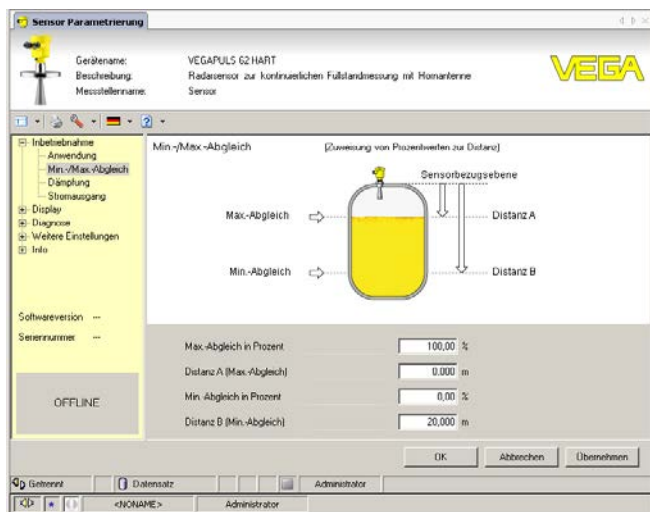 Sensor Parametrierung
Gerätename: VEGAPULS 62 HART
Beschreibung: Radarsensor zur kontinuierlichen Füllstandmessung mit Hornantenne
Messstellenname: Sensor
VEGA
Inbetriebnahme
Anwendung
Min.-/Max.-Abgleich
Dämpfung
Stromausgang
Display
Diagnose
Weitere Einstellungen
Info
Softwareversion ---
Seriennummer ---
OFFLINE
Min.-/Max.-Abgleich (Zuweisung von Prozentwerten zur Distanz)
Sensorbezugsebene
Max.-Abgleich Distanz A
Min.-Abgleich Distanz B
Max.-Abgleich in Prozent 100,00 %
Distanz A (Max.-Abgleich) 0,000 m
Min.-Abgleich in Prozent 0,00 %
Distanz B (Min.-Abgleich) 20,000 m
OK Abbrechen Übernehmen
Getrennt Datensatz Administrator
<NONAME> Administrator